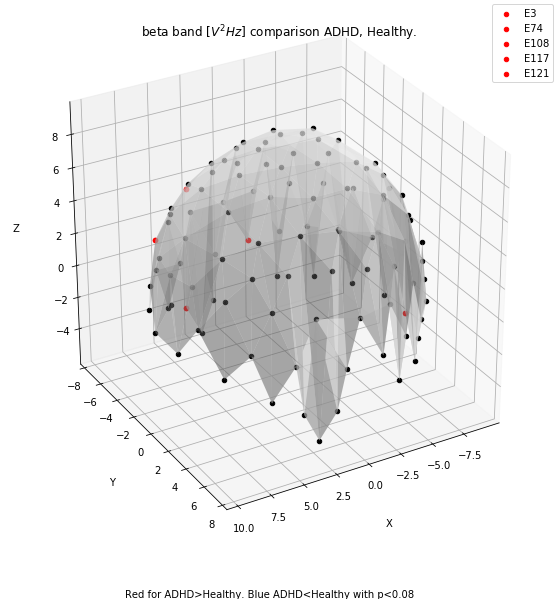 beta band [V²Hz] comparison ADHD, Healthy.
E3
E74
E108
E117
E121
8
6
4
2
0
−2
−4
Z
−8
−6
−4
−2
0
2
4
6
8
Y
10.0
7.5
5.0
2.5
0.0
−2.5
−5.0
−7.5
X
Red for ADHD>Healthy. Blue ADHD<Healthy with p<0.08